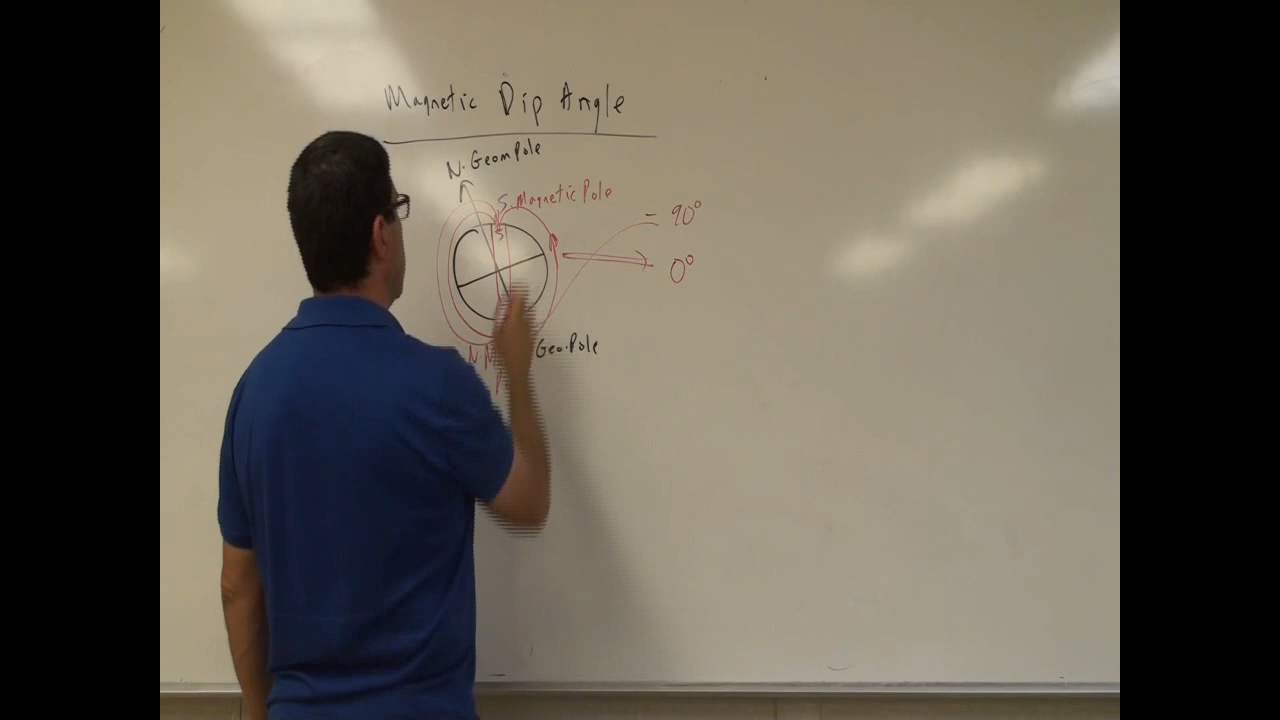 Magnetic Dip Angle
N. Geom Pole
S. Magnetic Pole
S
- 90°
0°
Geo. Pole
N